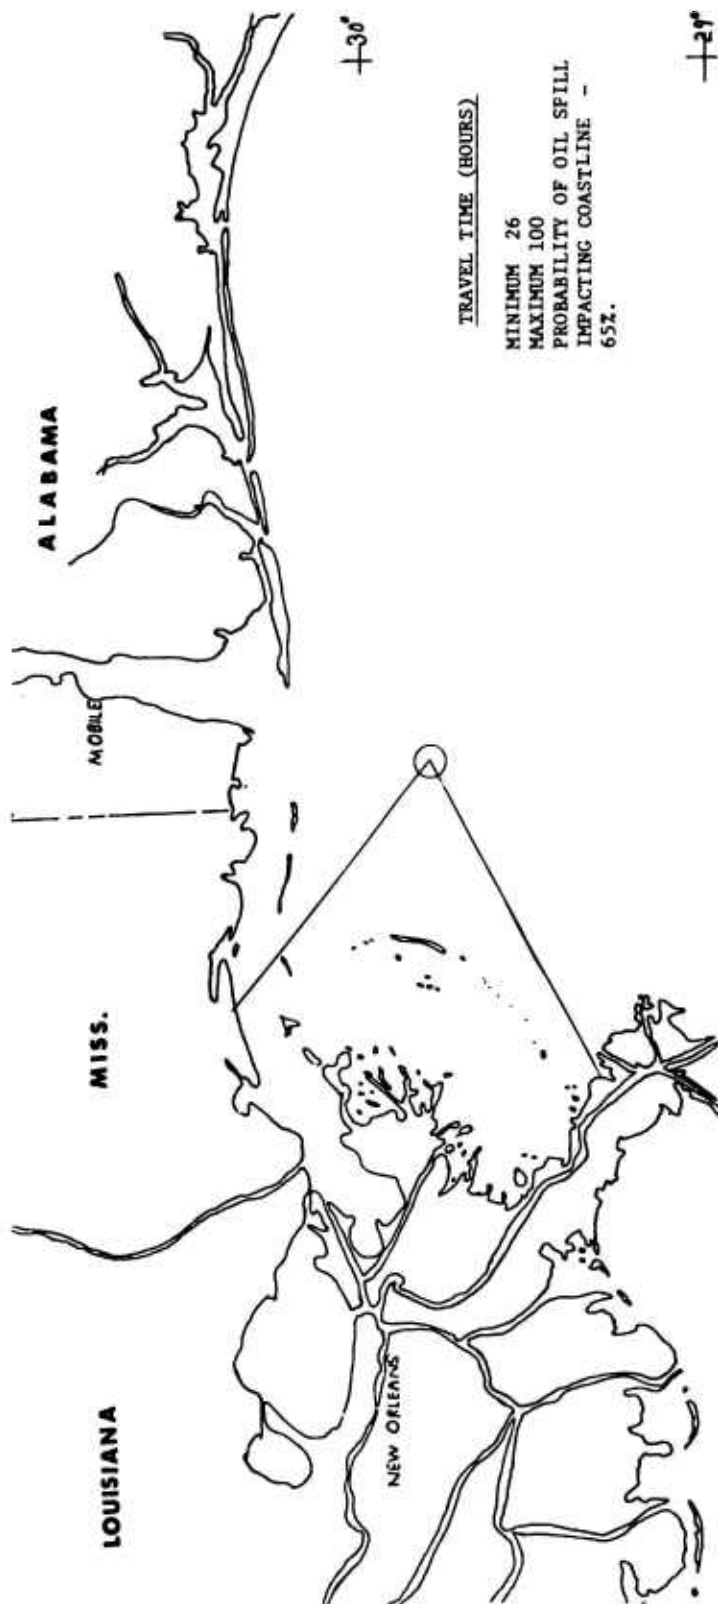 LOUISIANA
MISS.
ALABAMA
MOBILE
NEW ORLEANS
30°
29°
TRAVEL TIME (HOURS)
MINIMUM 26
MAXIMUM 100
PROBABILITY OF OIL SPILL
IMPACTING COASTLINE -
65%.